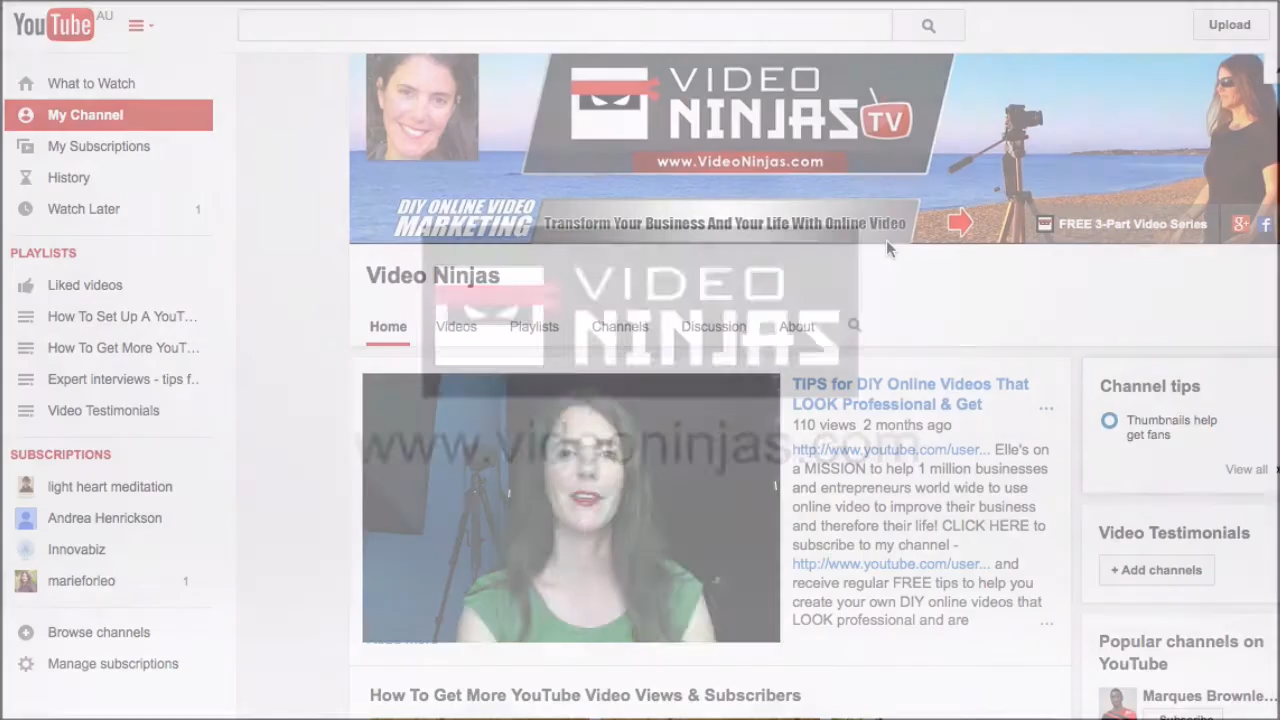 YouTube AU
Upload
What to Watch
My Channel
My Subscriptions
History
Watch Later 1
PLAYLISTS
Liked videos
How To Set Up A YouT...
How To Get More YouT...
Expert interviews - tips f..
Video Testimonials
SUBSCRIPTIONS
light heart meditation
Andrea Henrickson
Innovabiz
marieforleo 1
Browse channels
Manage subscriptions
VIDEO
NINJAS TV
www.VideoNinjas.com
DIY ONLINE VIDEO
MARKETING
Transform Your Business And Your Life With Online Video
FREE 3-Part Video Series
g+ f
Video Ninjas
VIDEO
NINJAS
www.videoninjas.com
Home Videos Playlists Channels Discussion About
TIPS for DIY Online Videos That
LOOK Professional & Get ...
110 views 2 months ago
http://www.youtube.com/user... Elle's on
a MISSION to help 1 million businesses
and entrepreneurs world wide to use
online video to improve their business
and therefore their life! CLICK HERE to
subscribe to my channel -
http://www.youtube.com/user... and
receive regular FREE tips to help you
create your own DIY online videos that
LOOK professional and are ...
How To Get More YouTube Video Views & Subscribers
Channel tips
Thumbnails help
get fans
View all
Video Testimonials
+ Add channels
Popular channels on
YouTube
Marques Brownle...
Subscribe